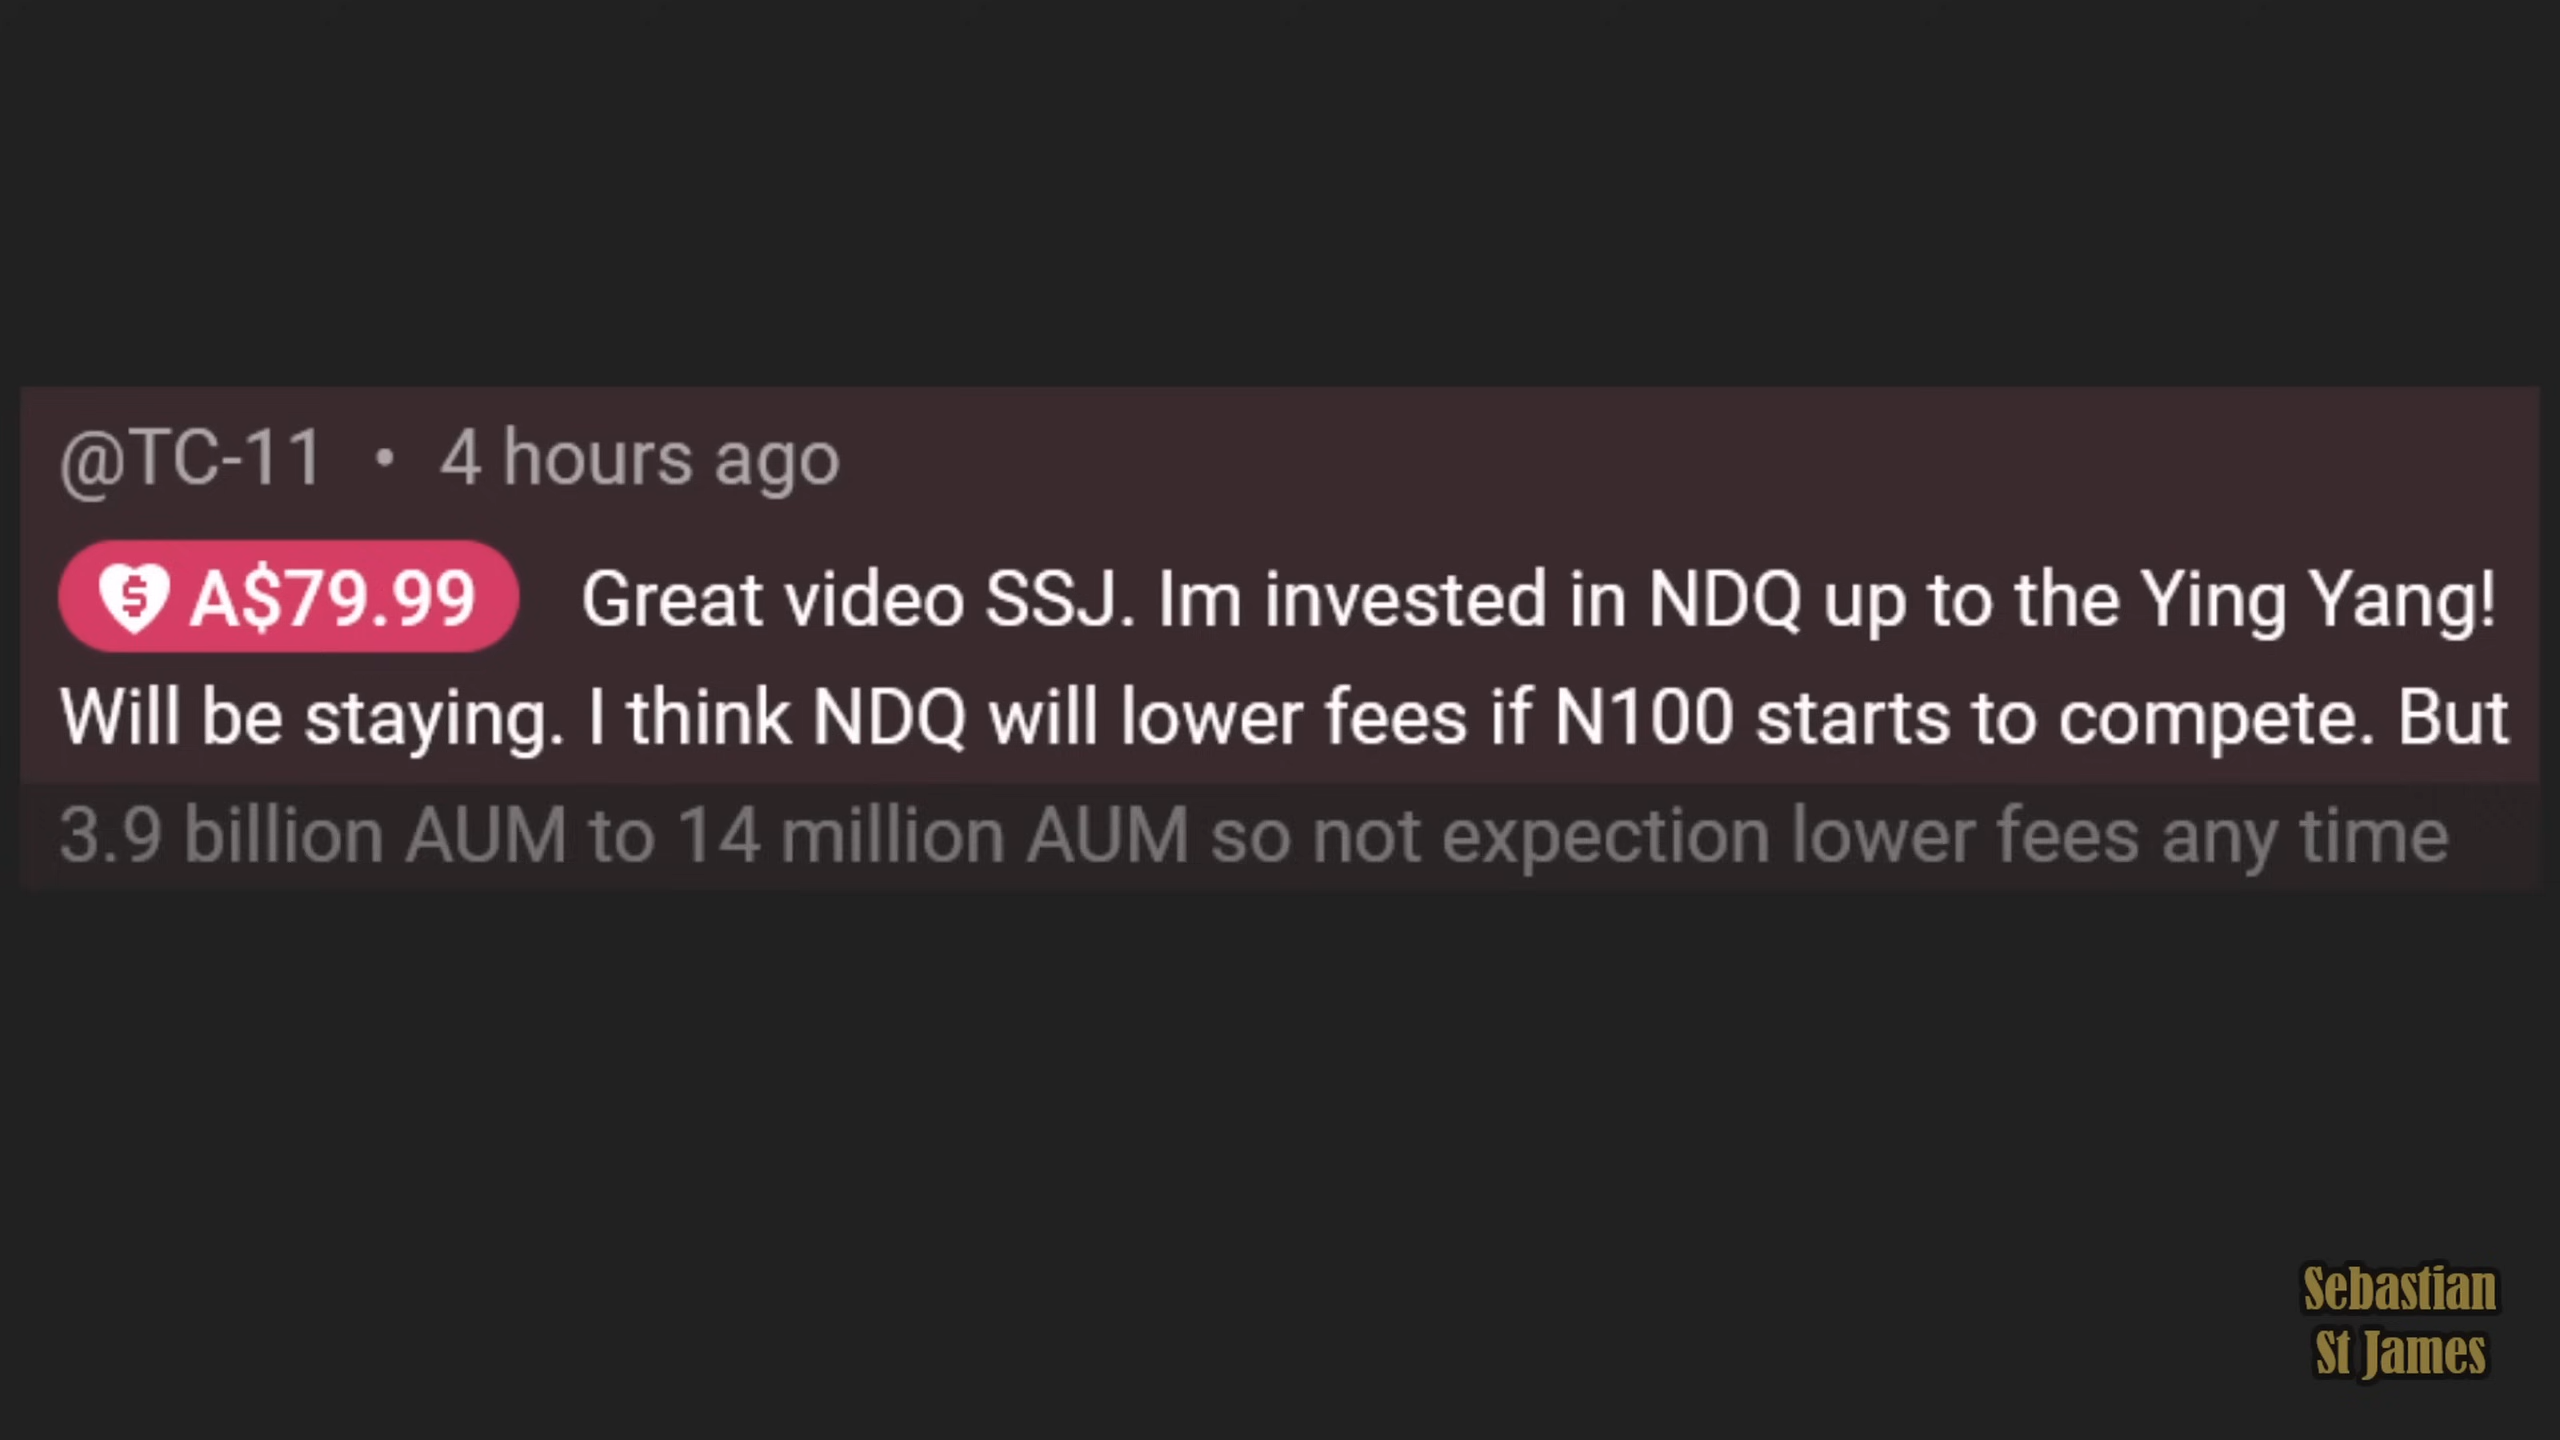 @TC-11 • 4 hours ago
A$79.99 Great video SSJ. Im invested in NDQ up to the Ying Yang!
Will be staying. I think NDQ will lower fees if N100 starts to compete. But
3.9 billion AUM to 14 million AUM so not expection lower fees any time
Sebastian
St James